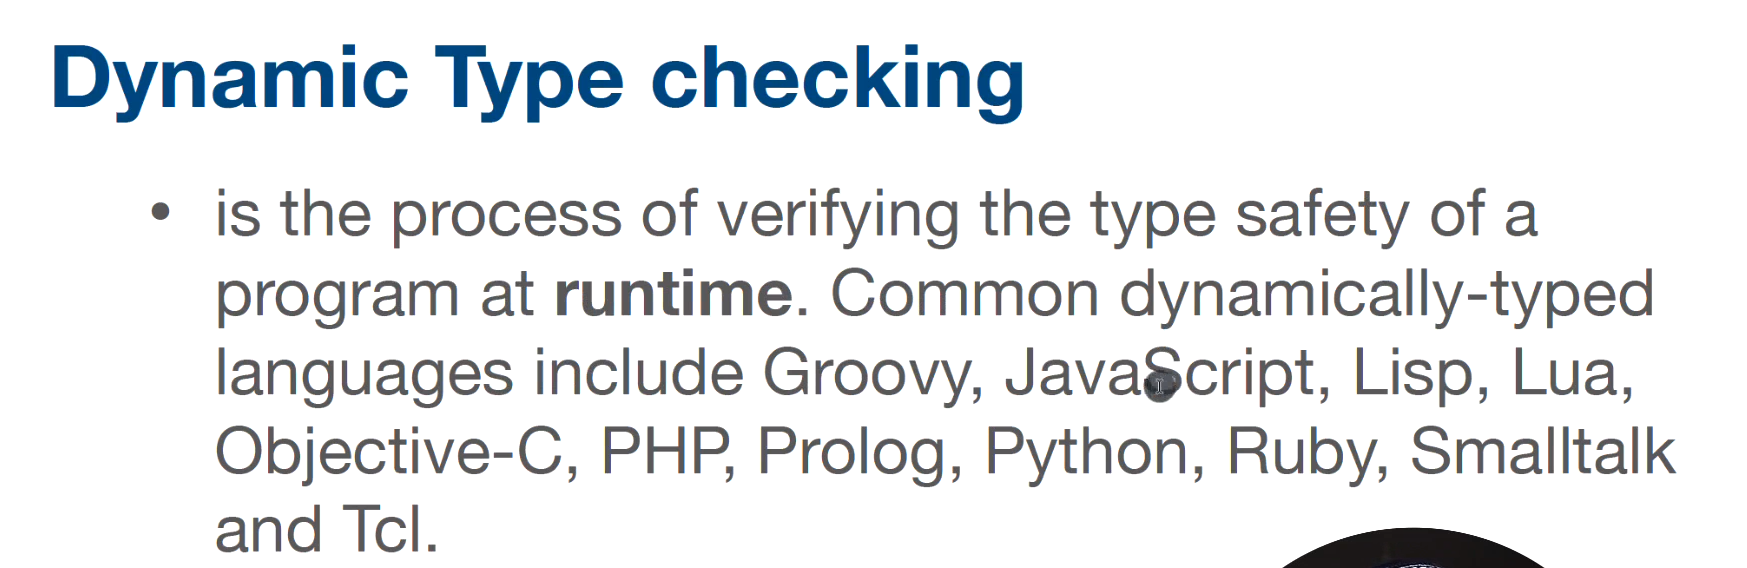 Dynamic Type checking
• is the process of verifying the type safety of a
program at runtime. Common dynamically-typed
languages include Groovy, JavaScript, Lisp, Lua,
Objective-C, PHP, Prolog, Python, Ruby, Smalltalk
and Tcl.